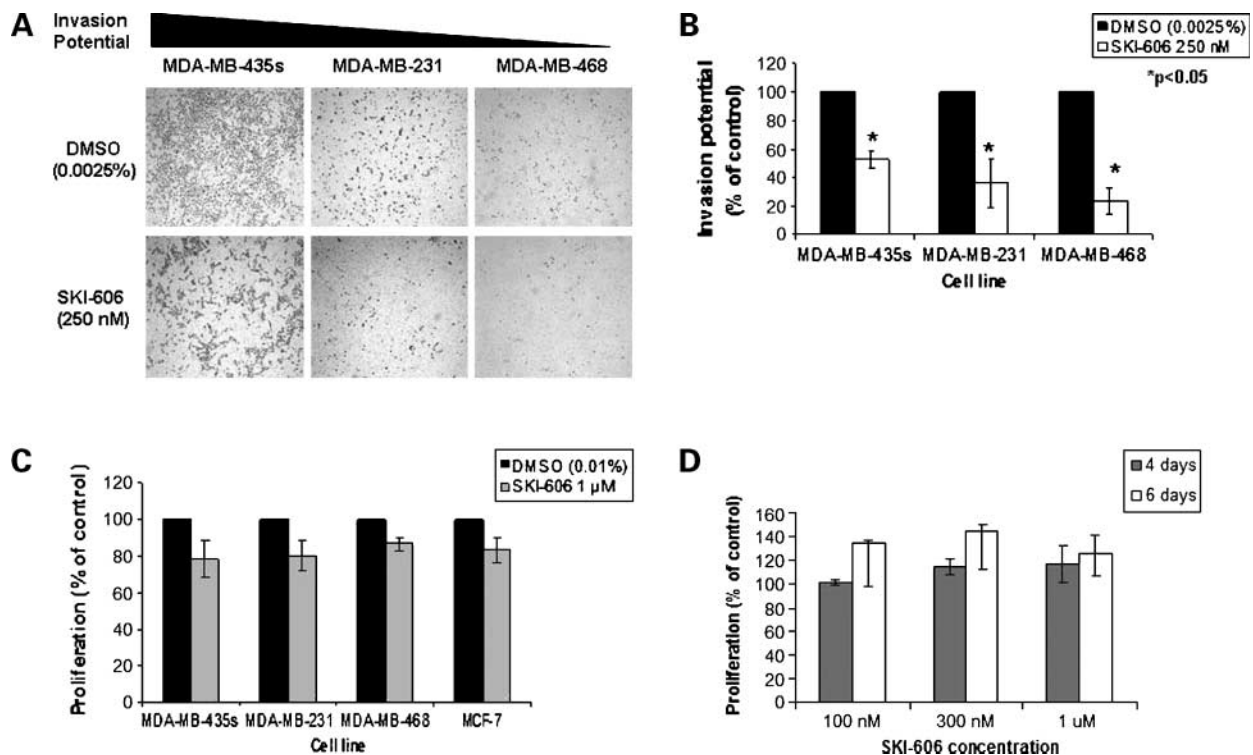 A
Invasion
Potential
MDA-MB-435s MDA-MB-231 MDA-MB-468
DMSO
(0.0025%)
SKI-606
(250 nM)
B
DMSO (0.0025%)
SKI-606 250 nM
*p<0.05
Invasion potential
(% of control)
120
100
80
60
40
20
0
* * *
MDA-MB-435s MDA-MB-231 MDA-MB-468
Cell line
C
DMSO (0.01%)
SKI-606 1 µM
Proliferation (% of control)
120
100
80
60
40
20
0
MDA-MB-435s MDA-MB-231 MDA-MB-468 MCF-7
Cell line
D
4 days
6 days
Proliferation (% of control)
160
140
120
100
80
60
40
20
0
100 nM 300 nM 1 uM
SKI-606 concentration